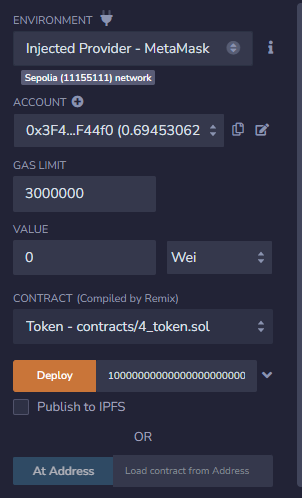 ENVIRONMENT
Injected Provider - MetaMask
Sepolia (11155111) network
ACCOUNT
0x3F4...F44f0 (0.69453062
GAS LIMIT
3000000
VALUE
0
Wei
CONTRACT (Compiled by Remix)
Token - contracts/4_token.sol
Deploy
Publish to IPFS
OR
At Address
Load contract from Address